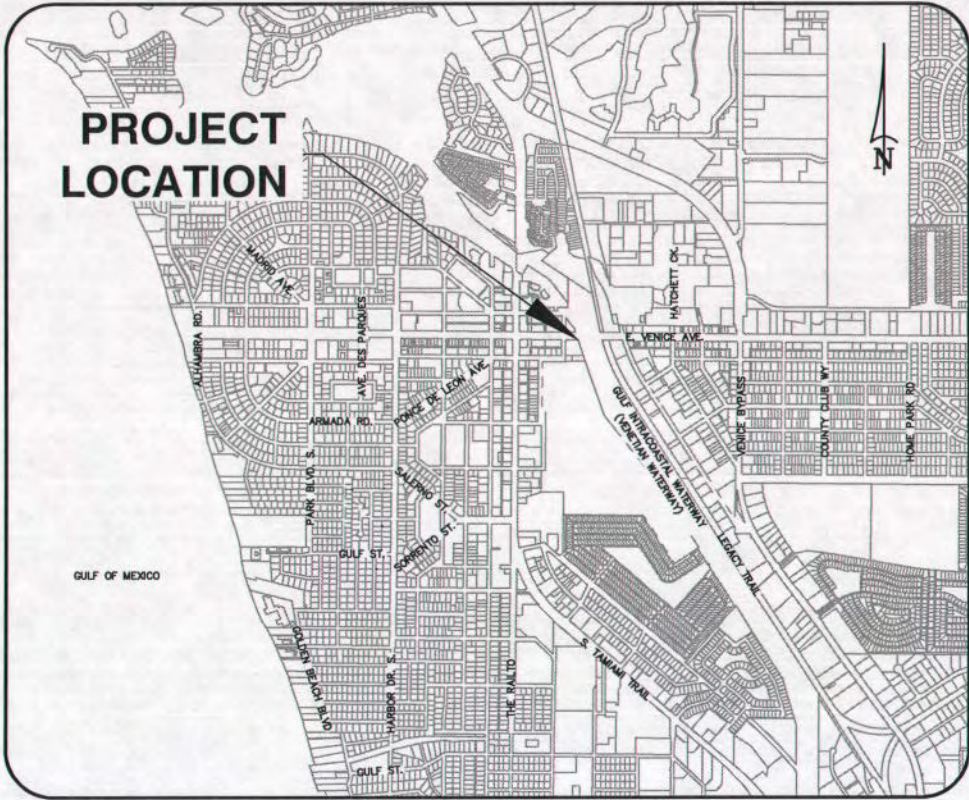 PROJECT
LOCATION
N
MADRID AVE.
HATCHETT CK.
ALHAMBRA RD.
AVE. DES PARQUES
E. VENICE AVE.
PONCE DE LEON AVE.
ARMADA RD.
GULF INTRACOASTAL WATERWAY
(VENETIAN WATERWAY)
VENICE BYPASS
COUNTY CLUB WY
HOME PARK RD
PARK BLVD. S.
SALERNO ST.
SORRENTO ST.
GULF ST.
LEGACY TRAIL
GULF OF MEXICO
GOLDEN BEACH BLVD
HARBOR DR. S.
THE RAILTO
S. TAMIAMI TRAIL
GULF ST.